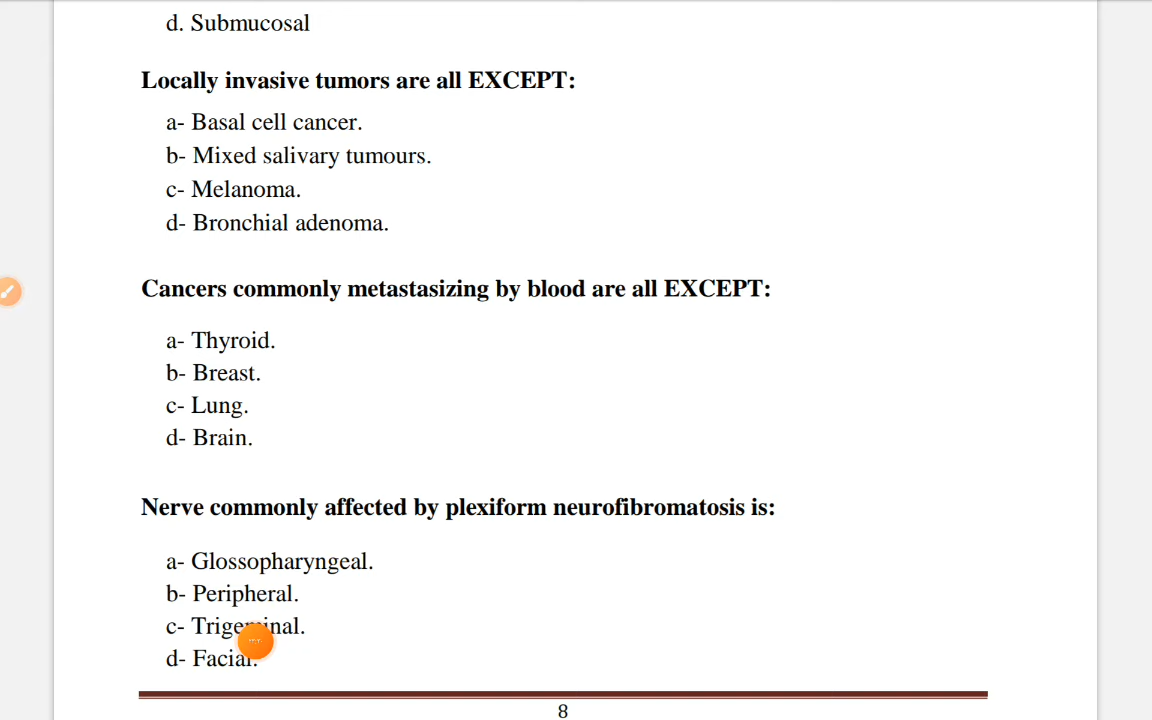 d. Submucosal
Locally invasive tumors are all EXCEPT:
a- Basal cell cancer.
b- Mixed salivary tumours.
c- Melanoma.
d- Bronchial adenoma.
Cancers commonly metastasizing by blood are all EXCEPT:
a- Thyroid.
b- Breast.
c- Lung.
d- Brain.
Nerve commonly affected by plexiform neurofibromatosis is:
a- Glossopharyngeal.
b- Peripheral.
c- Trigeminal.
d- Facial.
8